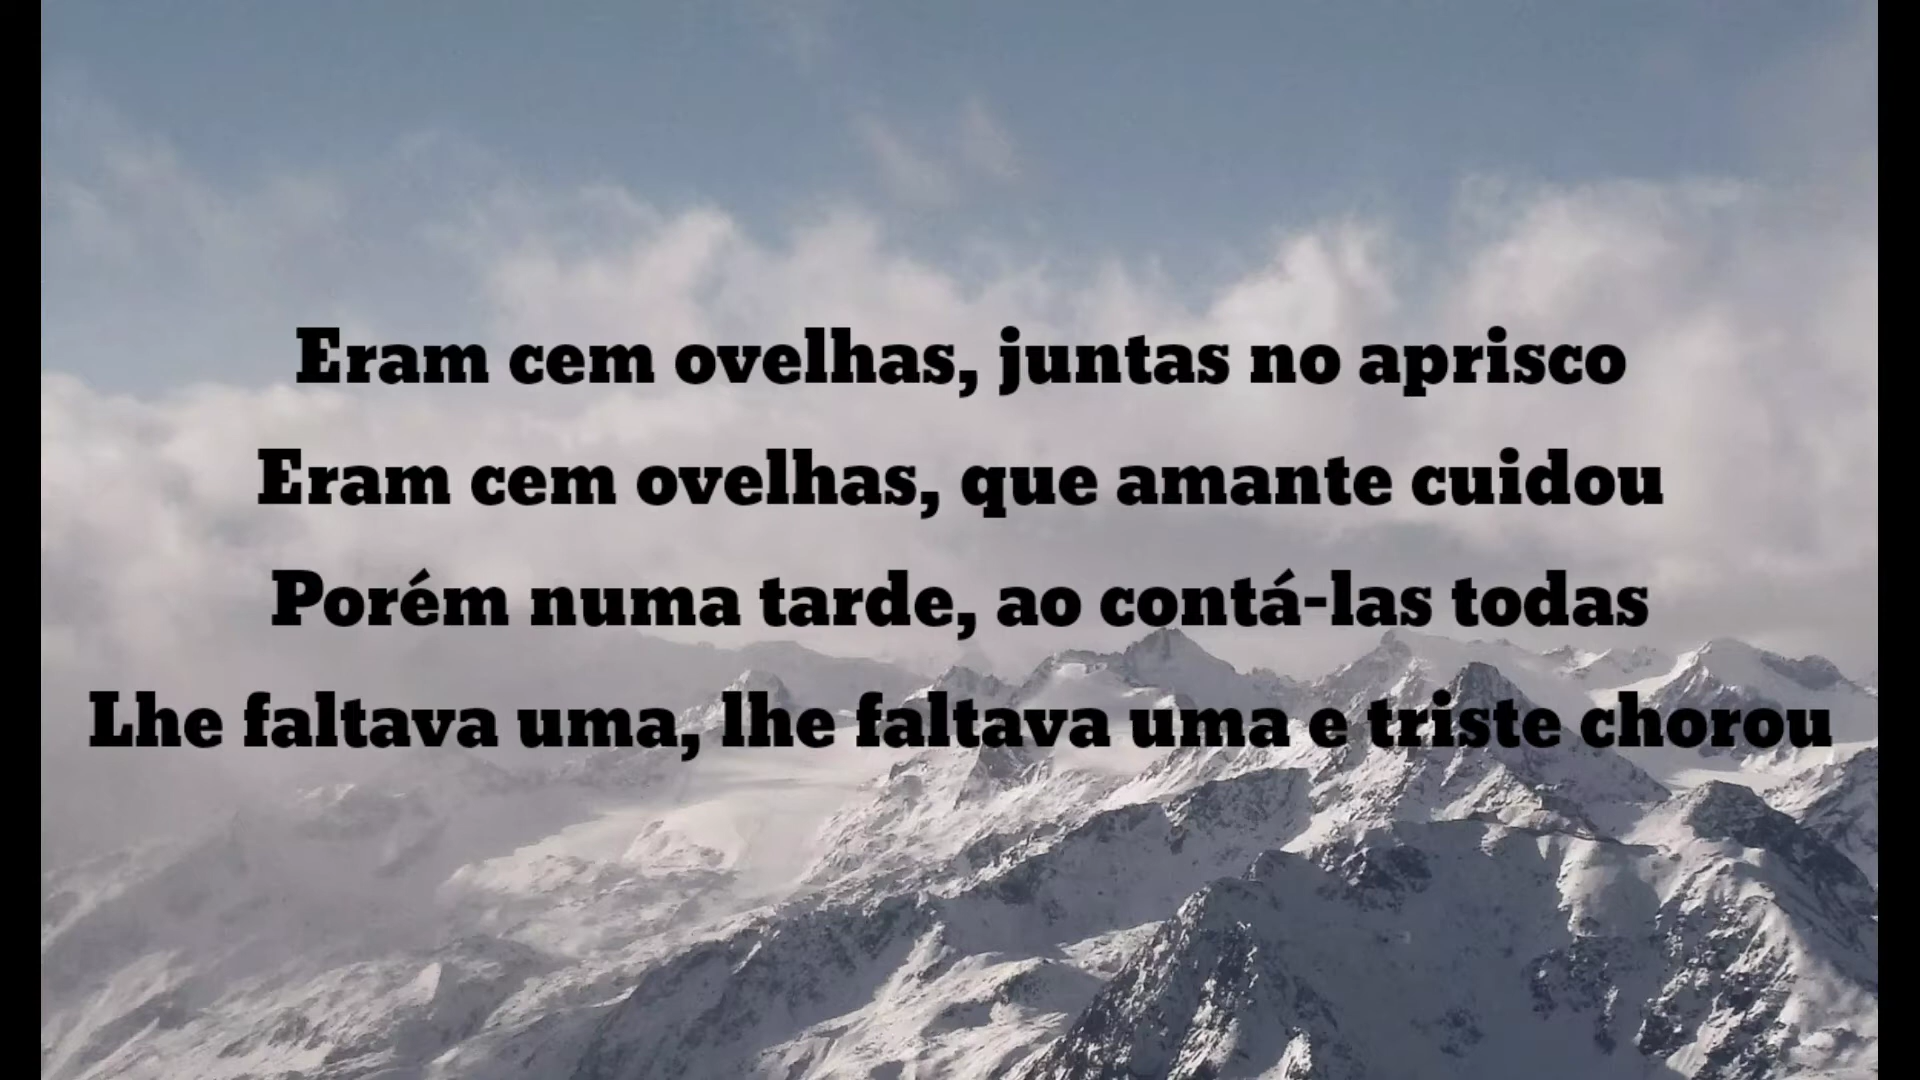 Eram cem ovelhas, juntas no aprisco
Eram cem ovelhas, que amante cuidou
Porém numa tarde, ao contá-las todas
Lhe faltava uma, lhe faltava uma e triste chorou